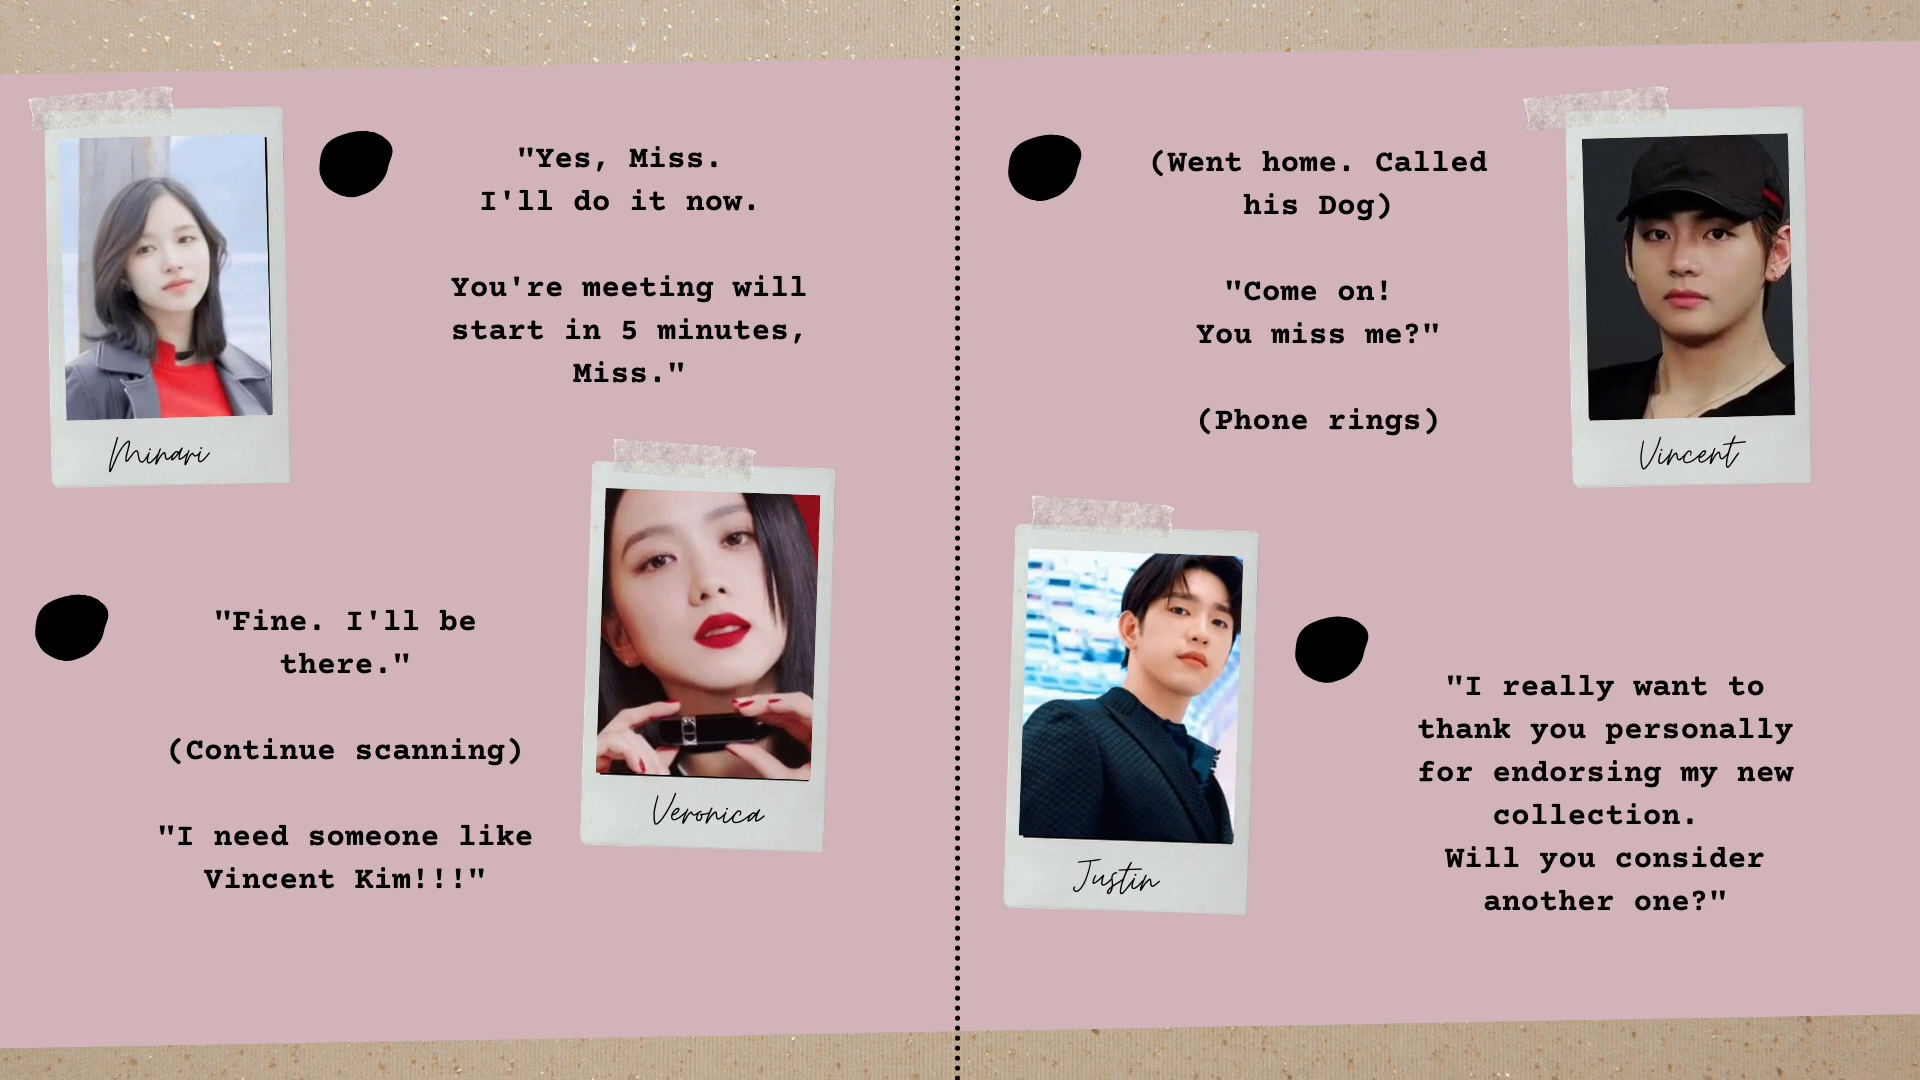 "Yes, Miss.
I'll do it now.
You're meeting will
start in 5 minutes,
Miss."
Minari
"Fine. I'll be
there."
(Continue scanning)
"I need someone like
Vincent Kim!!!"
Veronica
(Went home. Called
his Dog)
"Come on!
You miss me?"
(Phone rings)
Vincent
Justin
"I really want to
thank you personally
for endorsing my new
collection.
Will you consider
another one?"